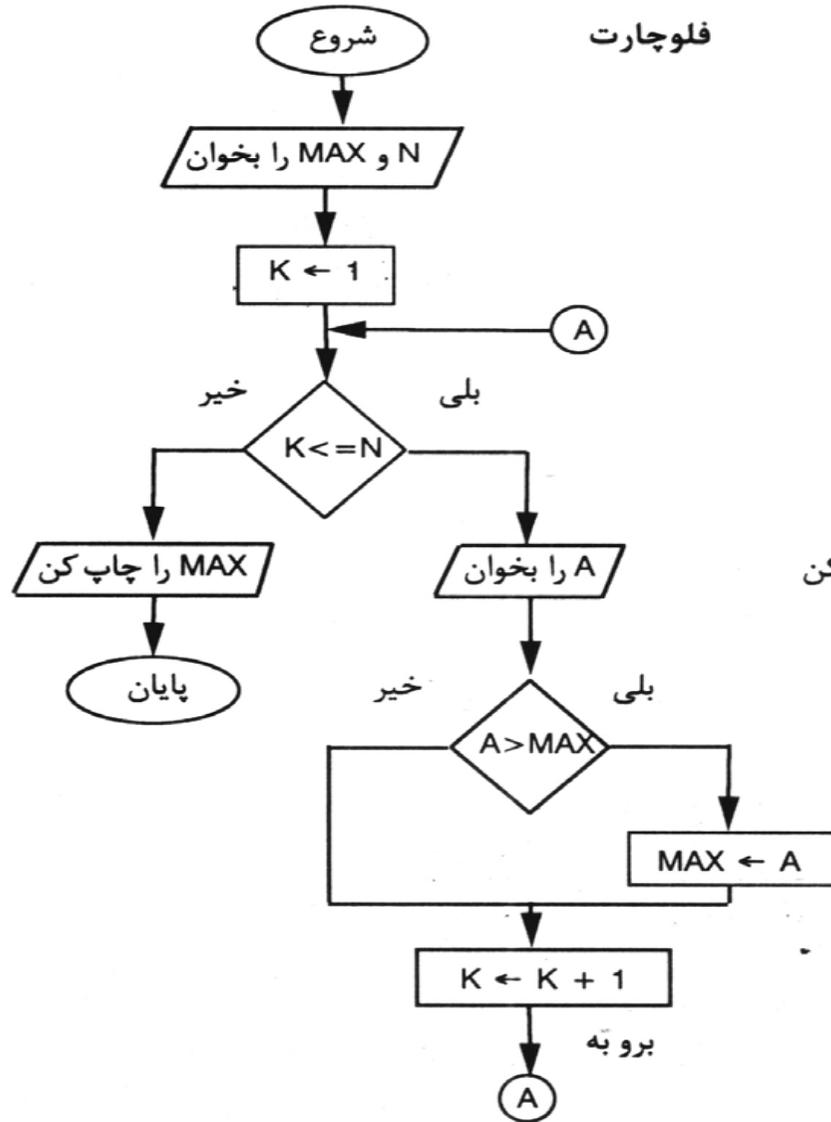 فلوچارت
شروع
N و MAX را بخوان
K ← 1
A
خیر
بلی
K<=N
MAX را چاپ کن
A را بخوان
کن
پایان
خیر
بلی
A>MAX
MAX ← A
K ← K + 1
برو به
A